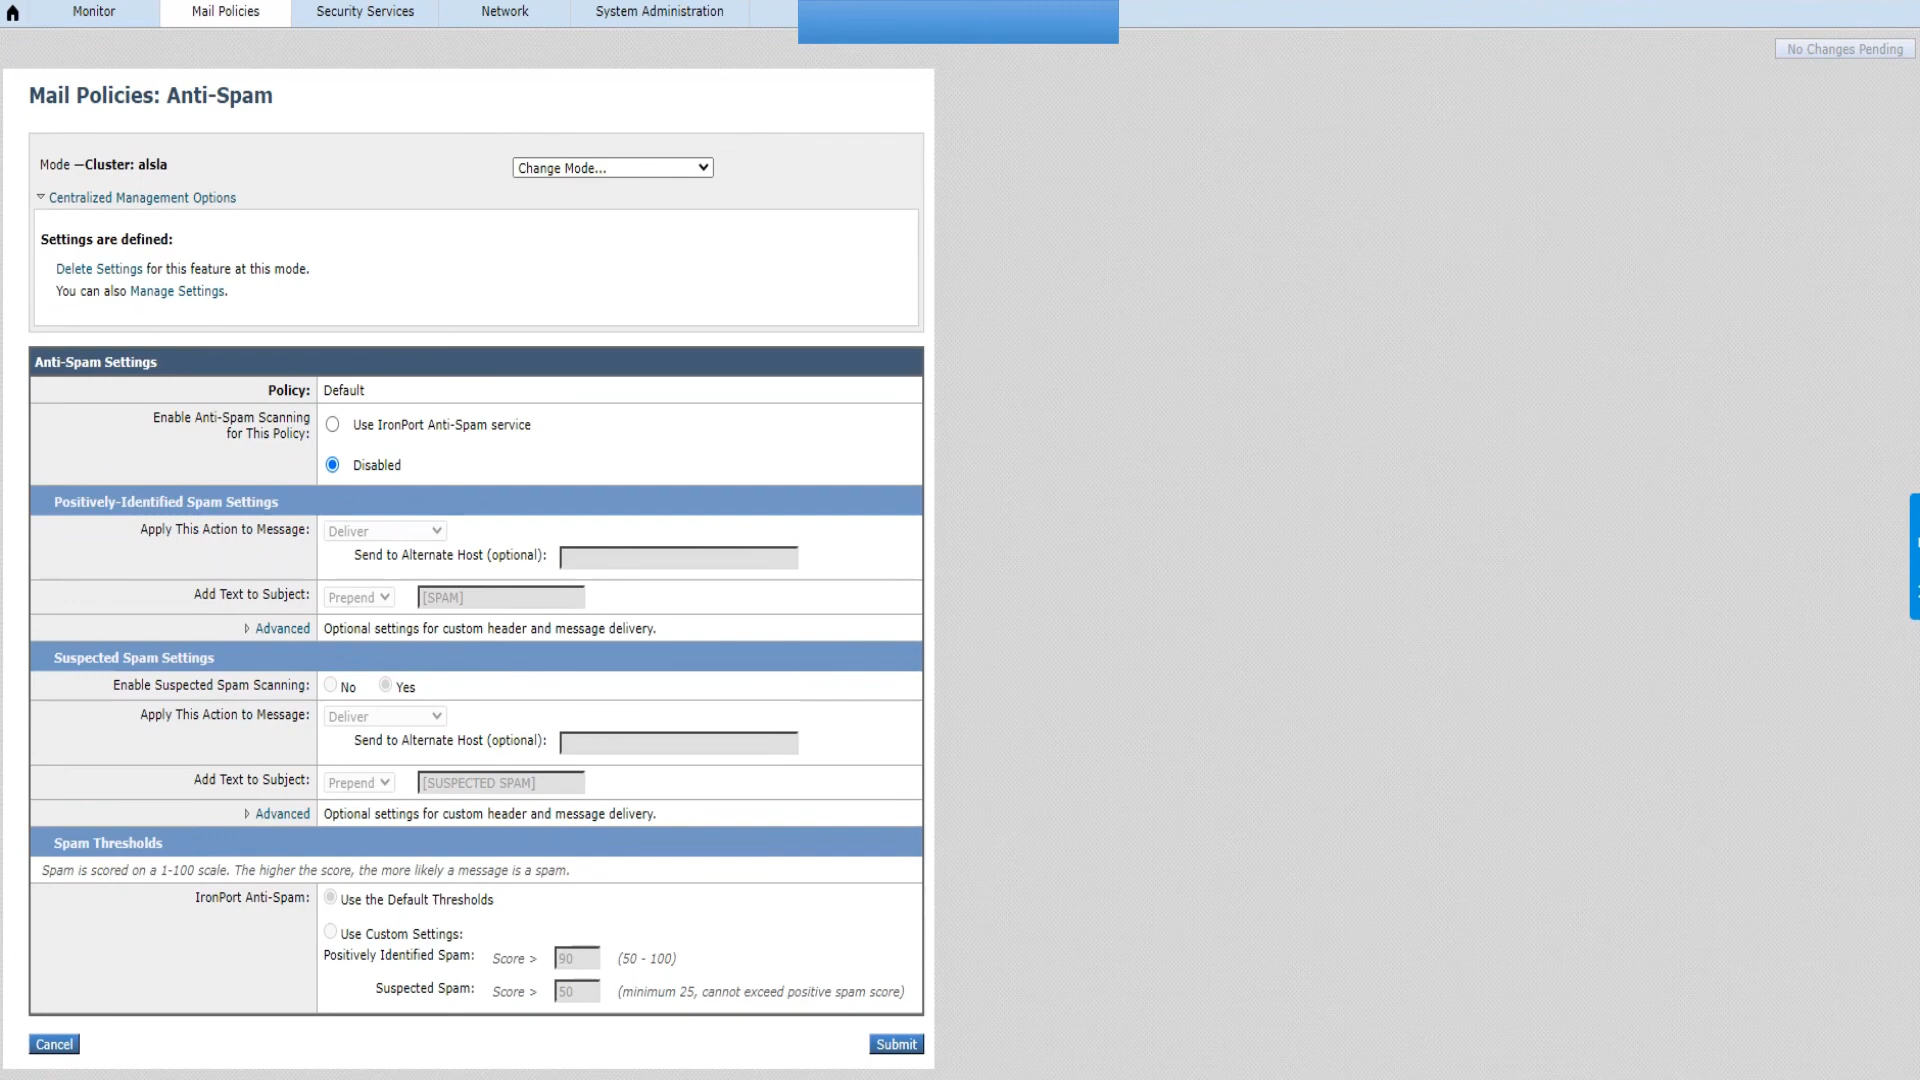 Monitor
Mail Policies
Security Services
Network
System Administration
No Changes Pending
Mail Policies: Anti-Spam
Mode —Cluster: alsla
Change Mode...
Centralized Management Options
Settings are defined:
Delete Settings for this feature at this mode.
You can also Manage Settings.
Anti-Spam Settings
Policy: Default
Enable Anti-Spam Scanning
for This Policy:
Use IronPort Anti-Spam service
Disabled
Positively-Identified Spam Settings
Apply This Action to Message: Deliver
Send to Alternate Host (optional):
Add Text to Subject: Prepend [SPAM]
Advanced Optional settings for custom header and message delivery.
Suspected Spam Settings
Enable Suspected Spam Scanning: No Yes
Apply This Action to Message: Deliver
Send to Alternate Host (optional):
Add Text to Subject: Prepend [SUSPECTED SPAM]
Advanced Optional settings for custom header and message delivery.
Spam Thresholds
Spam is scored on a 1-100 scale. The higher the score, the more likely a message is a spam.
IronPort Anti-Spam: Use the Default Thresholds
Use Custom Settings:
Positively Identified Spam: Score > 90 (50 - 100)
Suspected Spam: Score > 50 (minimum 25, cannot exceed positive spam score)
Cancel
Submit